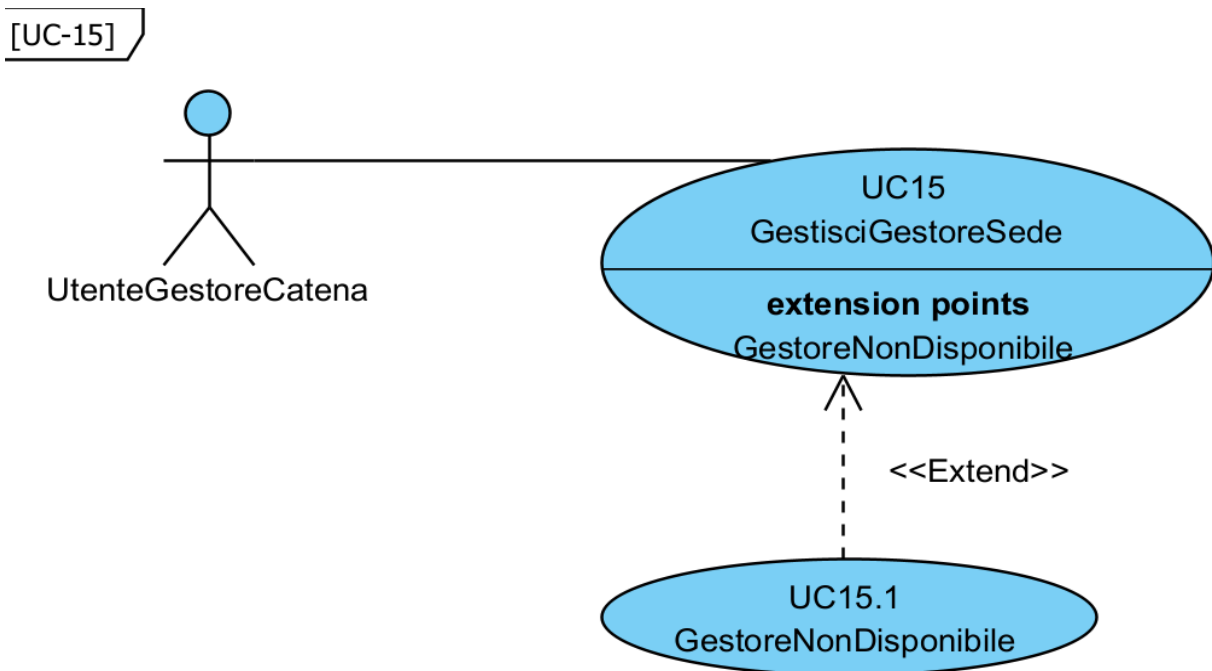 [UC-15]
UC15
GestisciGestoreSede
UtenteGestoreCatena
extension points
GestoreNonDisponibile
<<Extend>>
UC15.1
GestoreNonDisponibile